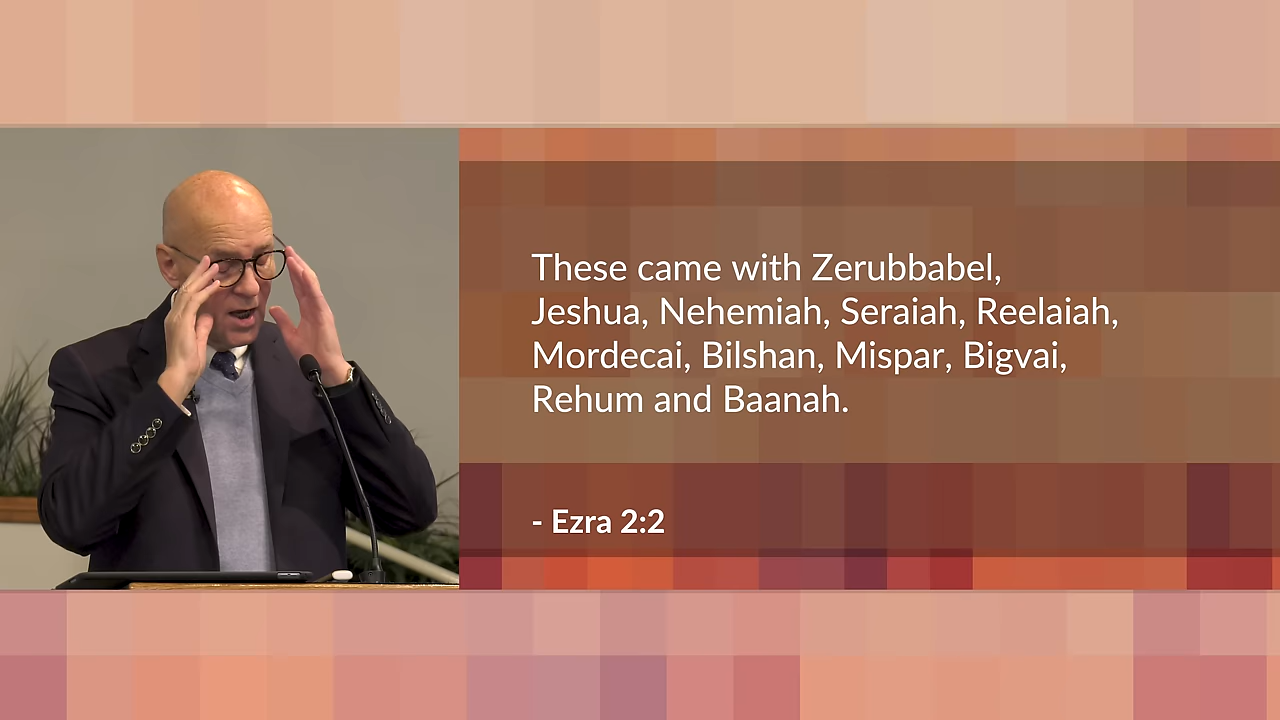 These came with Zerubbabel,
Jeshua, Nehemiah, Seraiah, Reelaiah,
Mordecai, Bilshan, Mispar, Bigvai,
Rehum and Baanah.
- Ezra 2:2